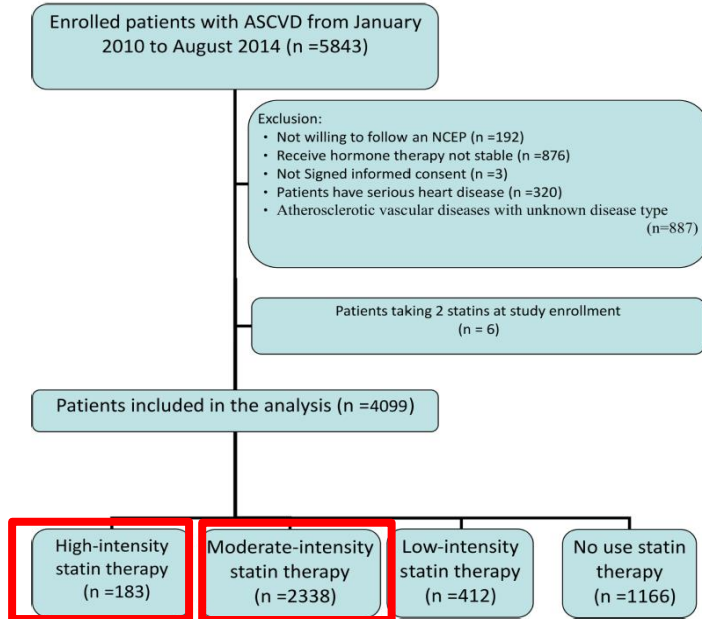 Enrolled patients with ASCVD from January
2010 to August 2014 (n =5843)
Exclusion:
• Not willing to follow an NCEP (n =192)
• Receive hormone therapy not stable (n =876)
• Not Signed informed consent (n =3)
• Patients have serious heart disease (n =320)
• Atherosclerotic vascular diseases with unknown disease type
(n=887)
Patients taking 2 statins at study enrollment
(n = 6)
Patients included in the analysis (n =4099)
High-intensity
statin therapy
(n =183)
Moderate-intensity
statin therapy
(n =2338)
Low-intensity
statin therapy
(n =412)
No use statin
therapy
(n =1166)